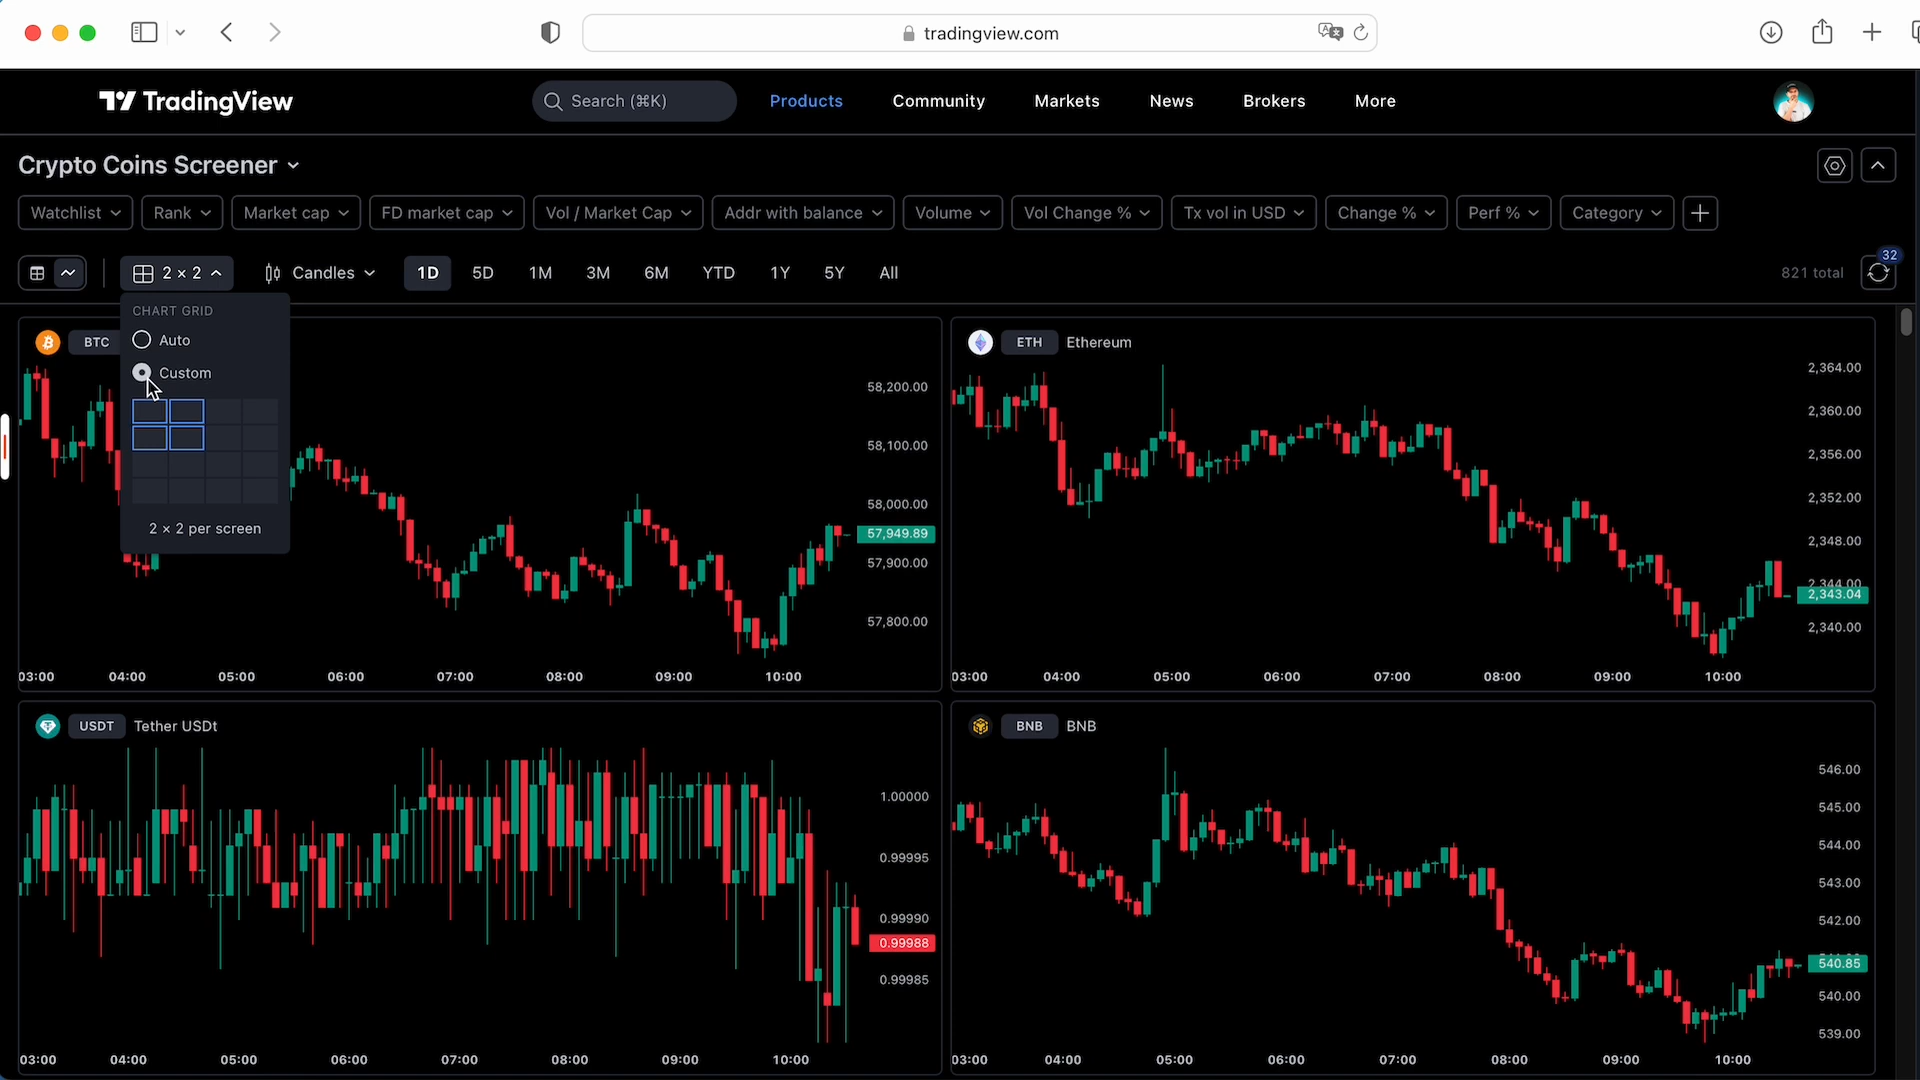 tradingview.com
TradingView
Search (⌘K)
Products
Community
Markets
News
Brokers
More
Crypto Coins Screener
Watchlist
Rank
Market cap
FD market cap
Vol / Market Cap
Addr with balance
Volume
Vol Change %
Tx vol in USD
Change %
Perf %
Category
2 × 2
Candles
1D
5D
1M
3M
6M
YTD
1Y
5Y
All
821 total
32
CHART GRID
Auto
Custom
2 × 2 per screen
BTC
58,200.00
58,100.00
58,000.00
57,949.89
57,900.00
57,800.00
03:00 04:00 05:00 06:00 07:00 08:00 09:00 10:00
ETH Ethereum
2,364.00
2,360.00
2,356.00
2,352.00
2,348.00
2,344.00
2,343.04
2,340.00
03:00 04:00 05:00 06:00 07:00 08:00 09:00 10:00
USDT Tether USDt
1.00000
0.99995
0.99990
0.99988
0.99985
03:00 04:00 05:00 06:00 07:00 08:00 09:00 10:00
BNB BNB
546.00
545.00
544.00
543.00
542.00
540.85
540.00
539.00
03:00 04:00 05:00 06:00 07:00 08:00 09:00 10:00